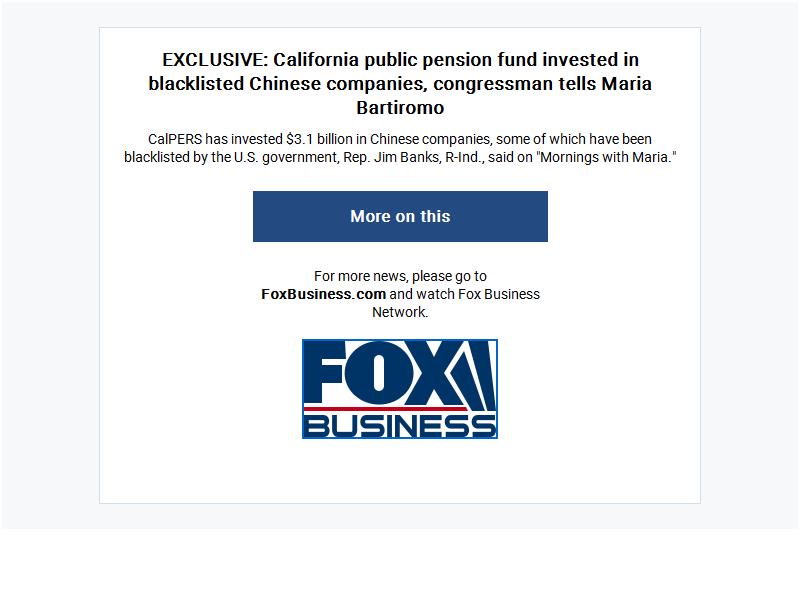 EXCLUSIVE: California public pension fund invested in
blacklisted Chinese companies, congressman tells Maria
Bartiromo
CalPERS has invested $3.1 billion in Chinese companies, some of which have been
blacklisted by the U.S. government, Rep. Jim Banks, R-Ind., said on "Mornings with Maria."
More on this
For more news, please go to
FoxBusiness.com and watch Fox Business
Network.
FOX
BUSINESS